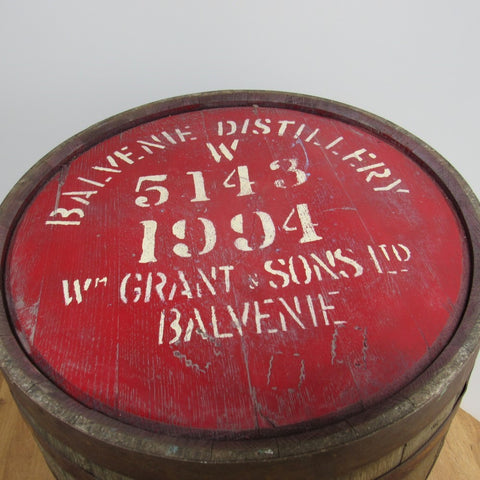 BALVENIE DISTILLERY
W
5143
1994
WM GRANT & SONS LTD
BALVENIE